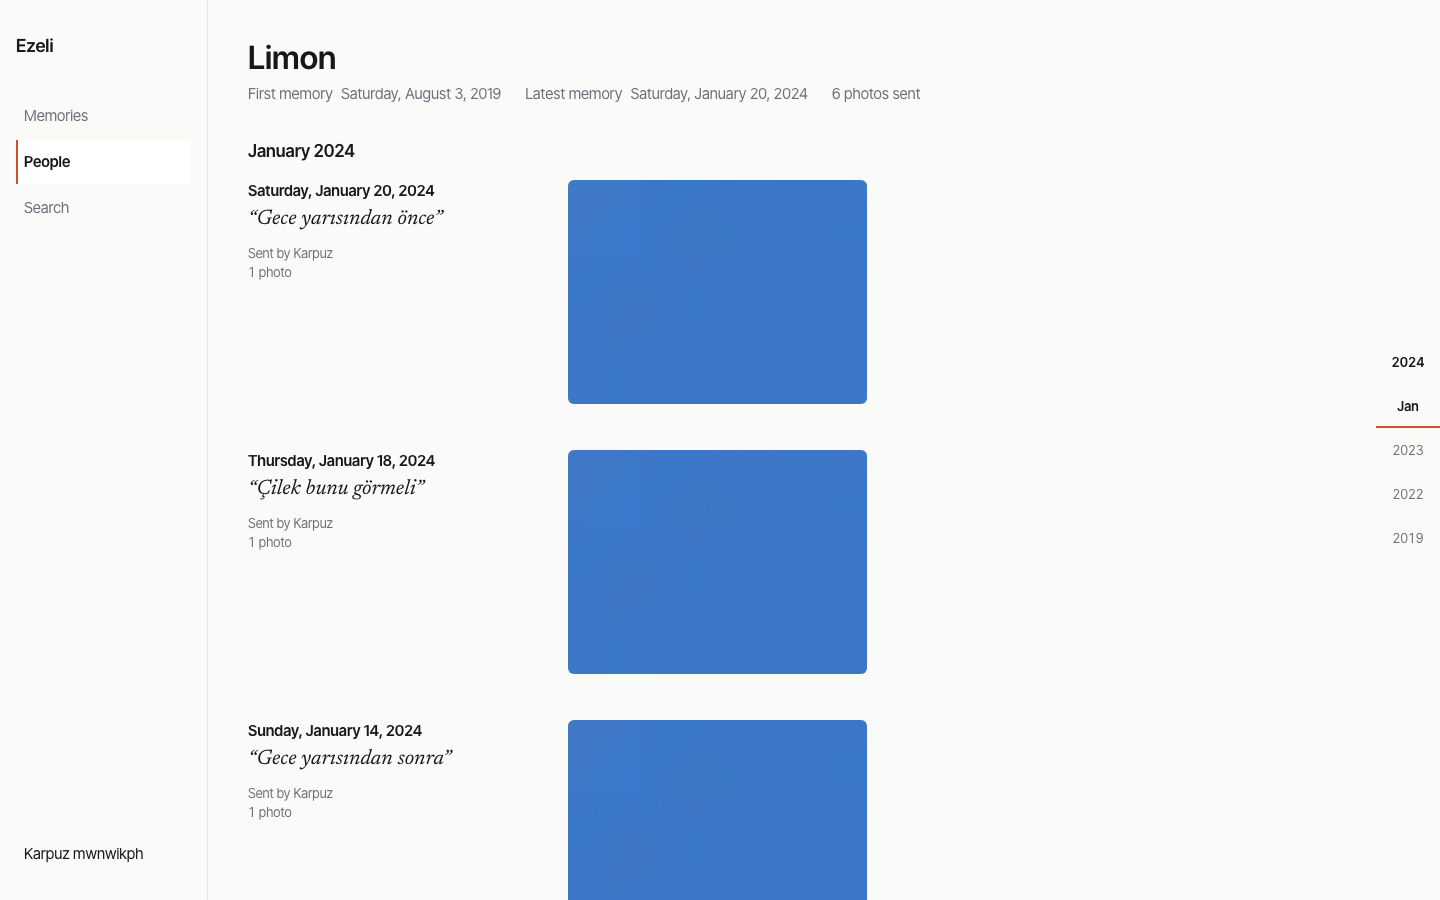 Ezeli
Memories
People
Search
Karpuz mwnwikph
Limon
First memory Saturday, August 3, 2019 Latest memory Saturday, January 20, 2024 6 photos sent
January 2024
Saturday, January 20, 2024
“Gece yarısından önce”
Sent by Karpuz
1 photo
Thursday, January 18, 2024
“Çilek bunu görmeli”
Sent by Karpuz
1 photo
Sunday, January 14, 2024
“Gece yarısından sonra”
Sent by Karpuz
1 photo
2024
Jan
2023
2022
2019